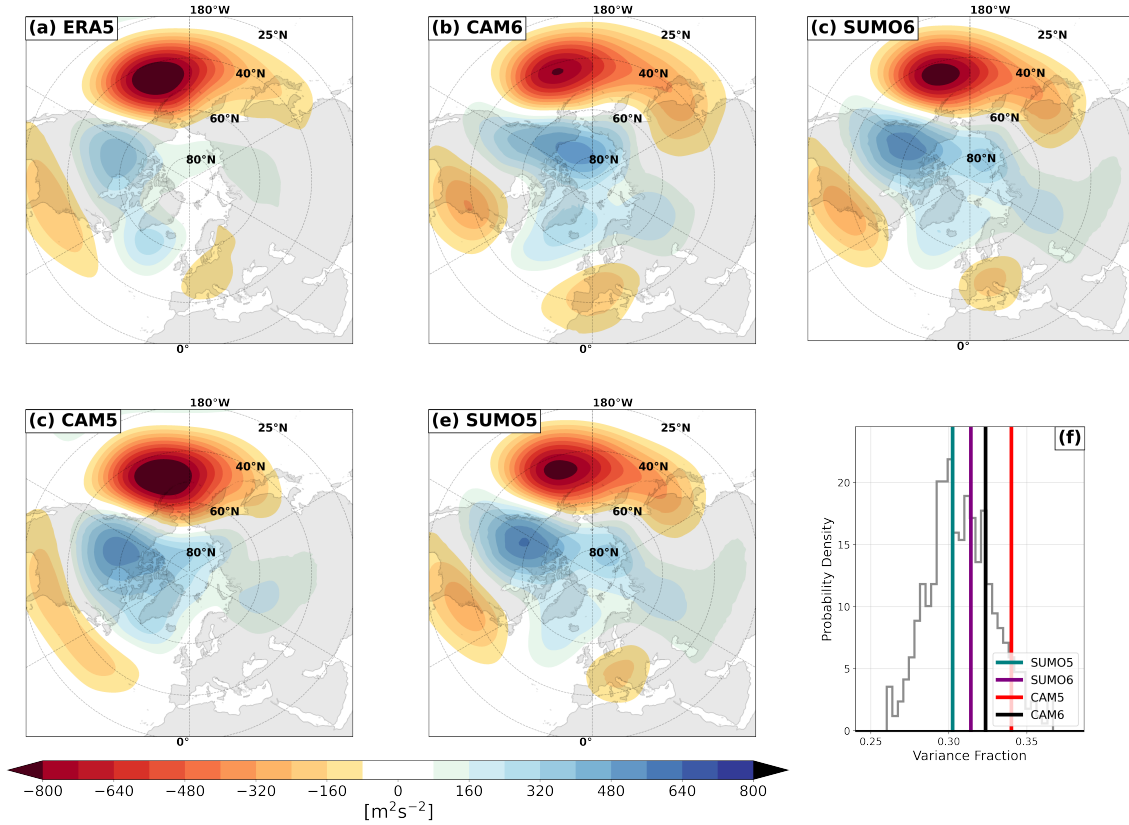 180°W 180°W 180°W
(a) ERA5 (b) CAM6 (c) SUMO6
25°N 25°N 25°N
40°N 40°N 40°N
60°N 60°N 60°N
80°N 80°N 80°N
0° 0° 0°
180°W 180°W
(c) CAM5 (e) SUMO5 (f)
25°N 25°N
40°N 40°N
60°N 60°N
80°N 80°N
0° 0°
Probability Density
20
15
10
5
0
SUMO5
SUMO6
CAM5
CAM6
0.25 0.30 0.35
Variance Fraction
−800 −640 −480 −320 −160 0 160 320 480 640 800
[m²s⁻²]